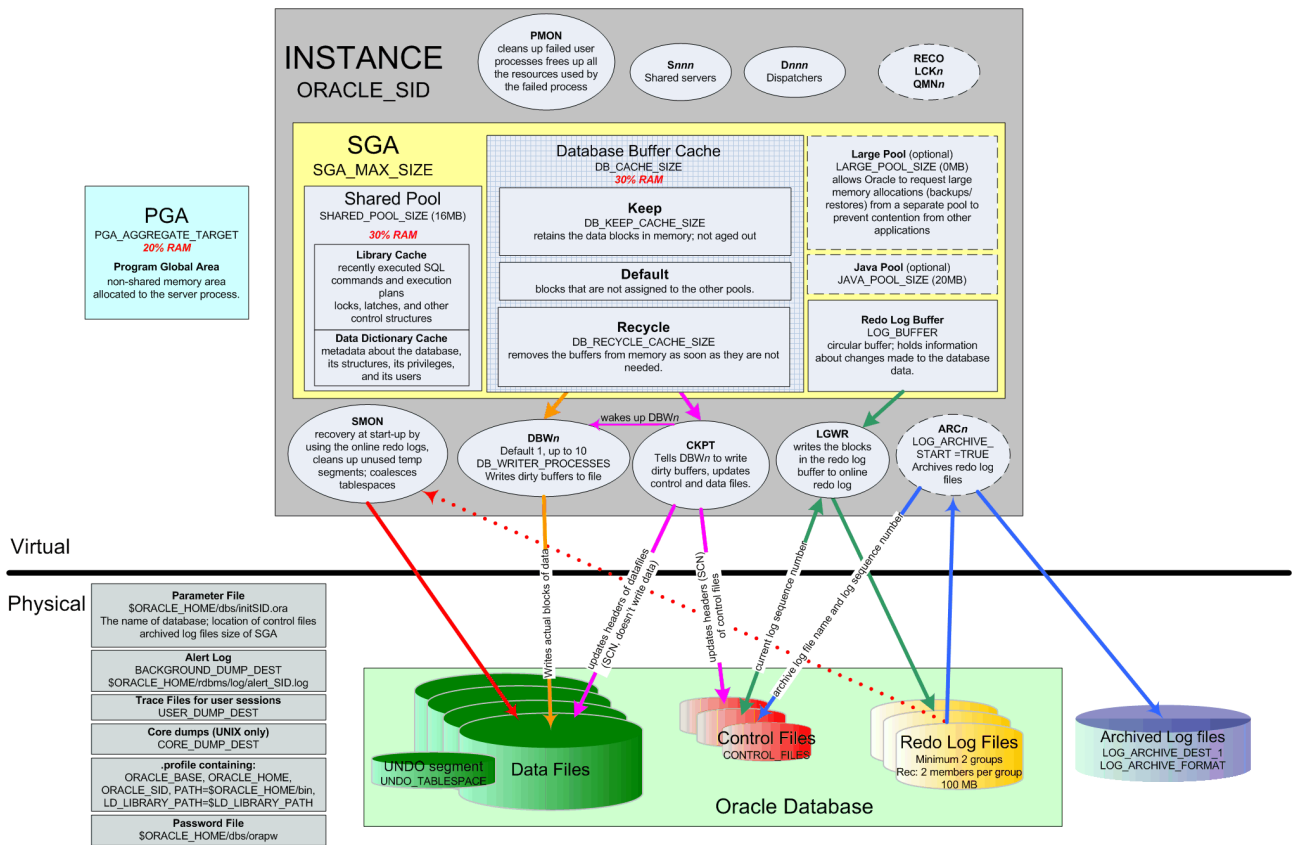 INSTANCE
ORACLE_SID
PMON
cleans up failed user
processes frees up all
the resources used by
the failed process
Snnn
Shared servers
Dnnn
Dispatchers
RECO
LCKn
QMNn
SGA
SGA_MAX_SIZE
Shared Pool
SHARED_POOL_SIZE (16MB)
30% RAM
Library Cache
recently executed SQL
commands and execution
plans
locks, latches, and other
control structures
Data Dictionary Cache
metadata about the database,
its structures, its privileges,
and its users
Database Buffer Cache
DB_CACHE_SIZE
30% RAM
Keep
DB_KEEP_CACHE_SIZE
retains the data blocks in memory; not aged out
Default
blocks that are not assigned to the other pools.
Recycle
DB_RECYCLE_CACHE_SIZE
removes the buffers from memory as soon as they are not
needed.
Large Pool (optional)
LARGE_POOL_SIZE (0MB)
allows Oracle to request large
memory allocations (backups/
restores) from a separate pool to
prevent contention from other
applications
Java Pool (optional)
JAVA_POOL_SIZE (20MB)
Redo Log Buffer
LOG_BUFFER
circular buffer; holds information
about changes made to the database
data.
PGA
PGA_AGGREGATE_TARGET
20% RAM
Program Global Area
non-shared memory area
allocated to the server process.
SMON
recovery at start-up by
using the online redo logs,
cleans up unused temp
segments; coalesces
tablespaces
DBWn
Default 1, up to 10
DB_WRITER_PROCESSES
Writes dirty buffers to file
wakes up DBWn
CKPT
Tells DBWn to write
dirty buffers, updates
control and data files.
LGWR
writes the blocks
in the redo log
buffer to online
redo log
ARCn
LOG_ARCHIVE_
START =TRUE
Archives redo log
files
Virtual
Physical
Writes actual blocks of data
updates headers of datafiles
(SCN, doesn't write data)
updates headers (SCN)
of control files
current log sequence number
archive log file name and log sequence number
Parameter File
$ORACLE_HOME/dbs/initSID.ora
The name of database; location of control files
archived log files size of SGA
Alert Log
BACKGROUND_DUMP_DEST
$ORACLE_HOME/rdbms/log/alert_SID.log
Trace Files for user sessions
USER_DUMP_DEST
Core dumps (UNIX only)
CORE_DUMP_DEST
.profile containing:
ORACLE_BASE, ORACLE_HOME,
ORACLE_SID, PATH=$ORACLE_HOME/bin,
LD_LIBRARY_PATH=$LD_LIBRARY_PATH
Password File
$ORACLE_HOME/dbs/orapw
UNDO segment
UNDO_TABLESPACE
Data Files
Control Files
CONTROL_FILES
Redo Log Files
Minimum 2 groups
Rec: 2 members per group
100 MB
Oracle Database
Archived Log files
LOG_ARCHIVE_DEST_1
LOG_ARCHIVE_FORMAT